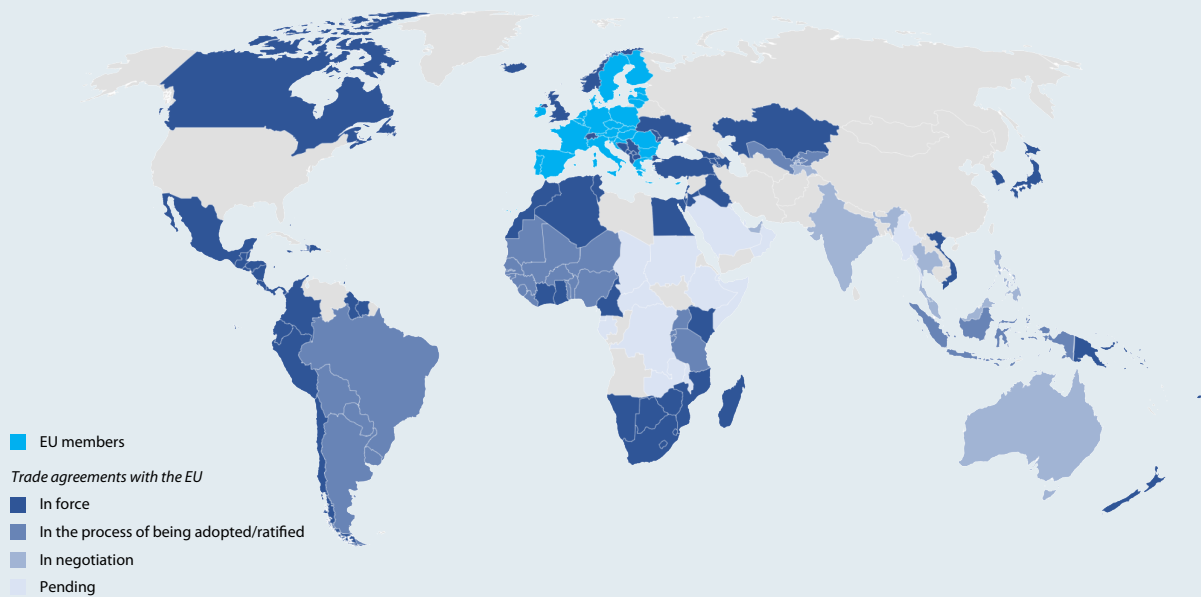 EU members
Trade agreements with the EU
In force
In the process of being adopted/ratified
In negotiation
Pending